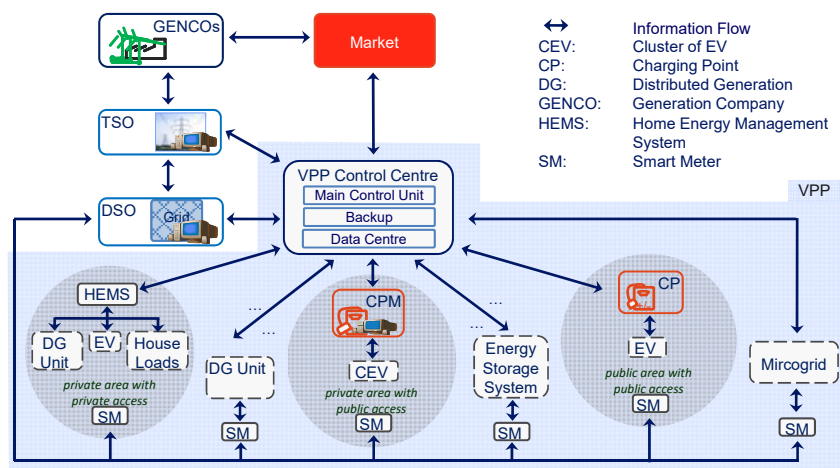 GENCOs
Market
Information Flow
CEV: Cluster of EV
CP: Charging Point
DG: Distributed Generation
GENCO: Generation Company
HEMS: Home Energy Management
System
SM: Smart Meter
TSO
VPP
VPP Control Centre
Main Control Unit
Backup
Data Centre
DSO
Grid
HEMS
DG
Unit
EV
House
Loads
private area with
private access
SM
...
...
DG Unit
SM
CPM
CEV
private area with
public access
SM
...
...
Energy
Storage
System
SM
CP
EV
public area with
public access
SM
Mircogrid
SM